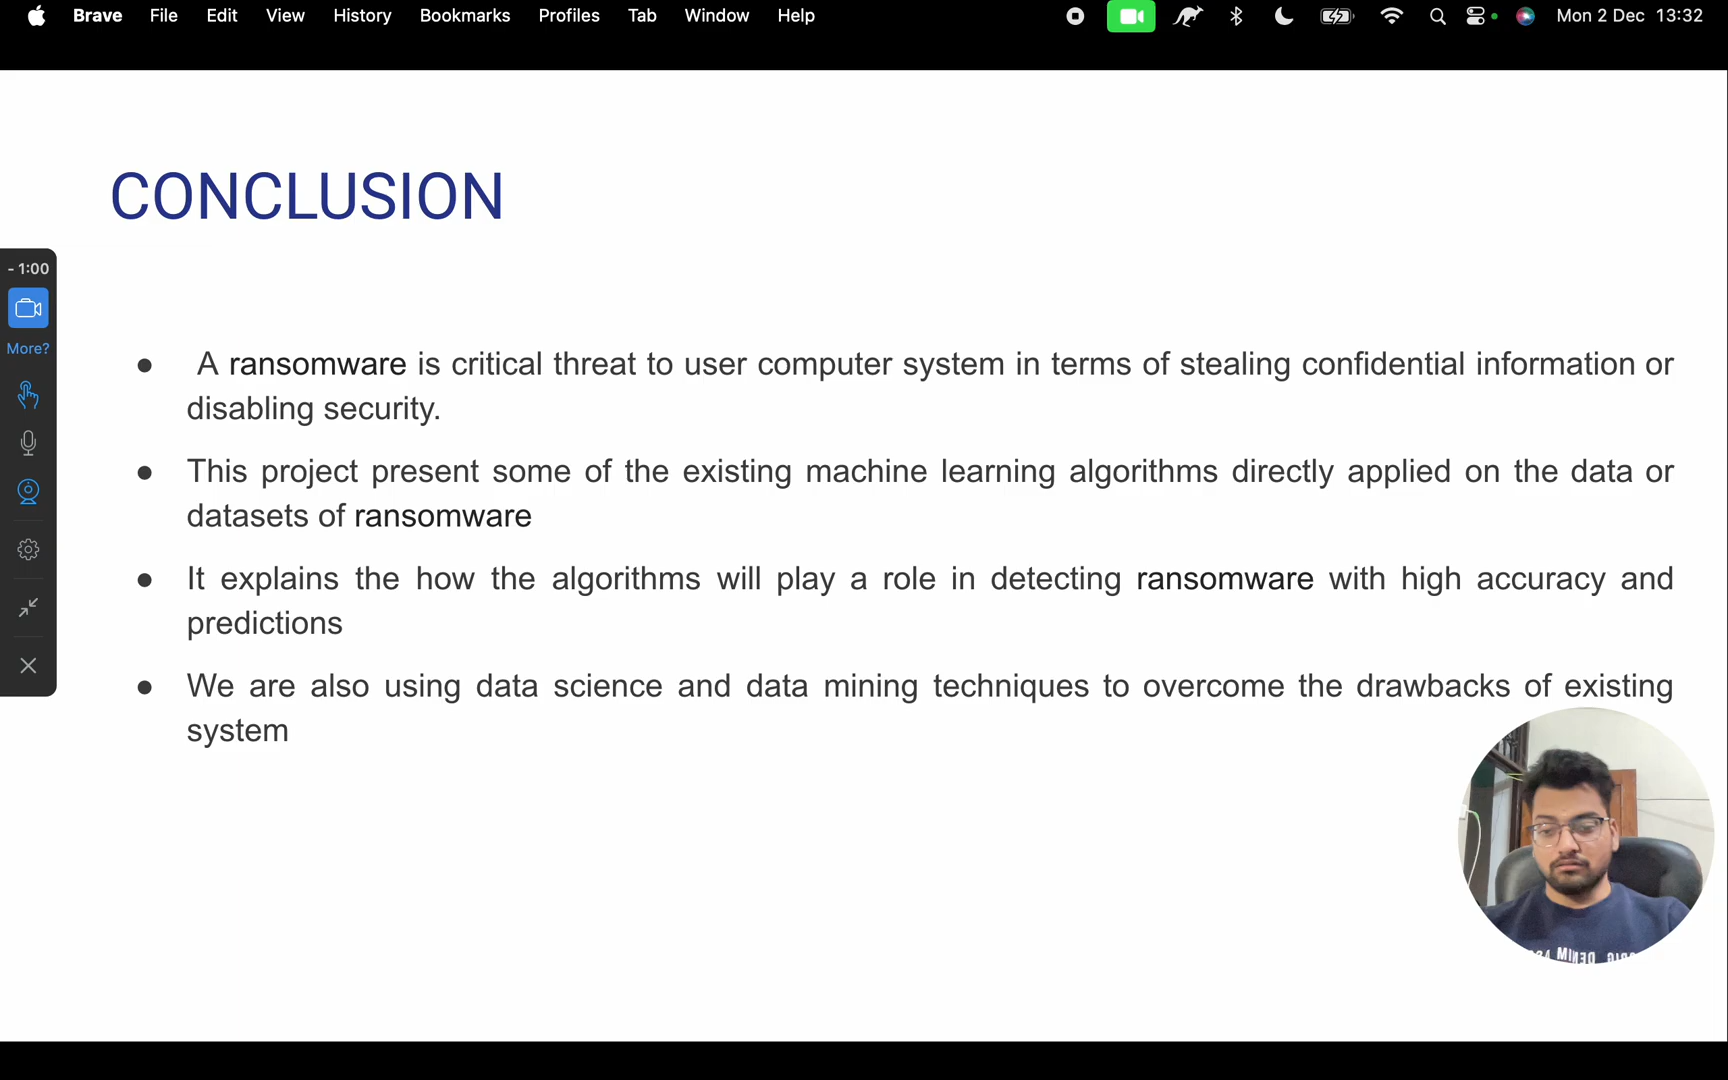 Brave File Edit View History Bookmarks Profiles Tab Window Help Mon 2 Dec 13:32
CONCLUSION
- 1:00
More?
● A ransomware is critical threat to user computer system in terms of stealing confidential information or
disabling security.
● This project present some of the existing machine learning algorithms directly applied on the data or
datasets of ransomware
● It explains the how the algorithms will play a role in detecting ransomware with high accuracy and
predictions
● We are also using data science and data mining techniques to overcome the drawbacks of existing
system
DENIM